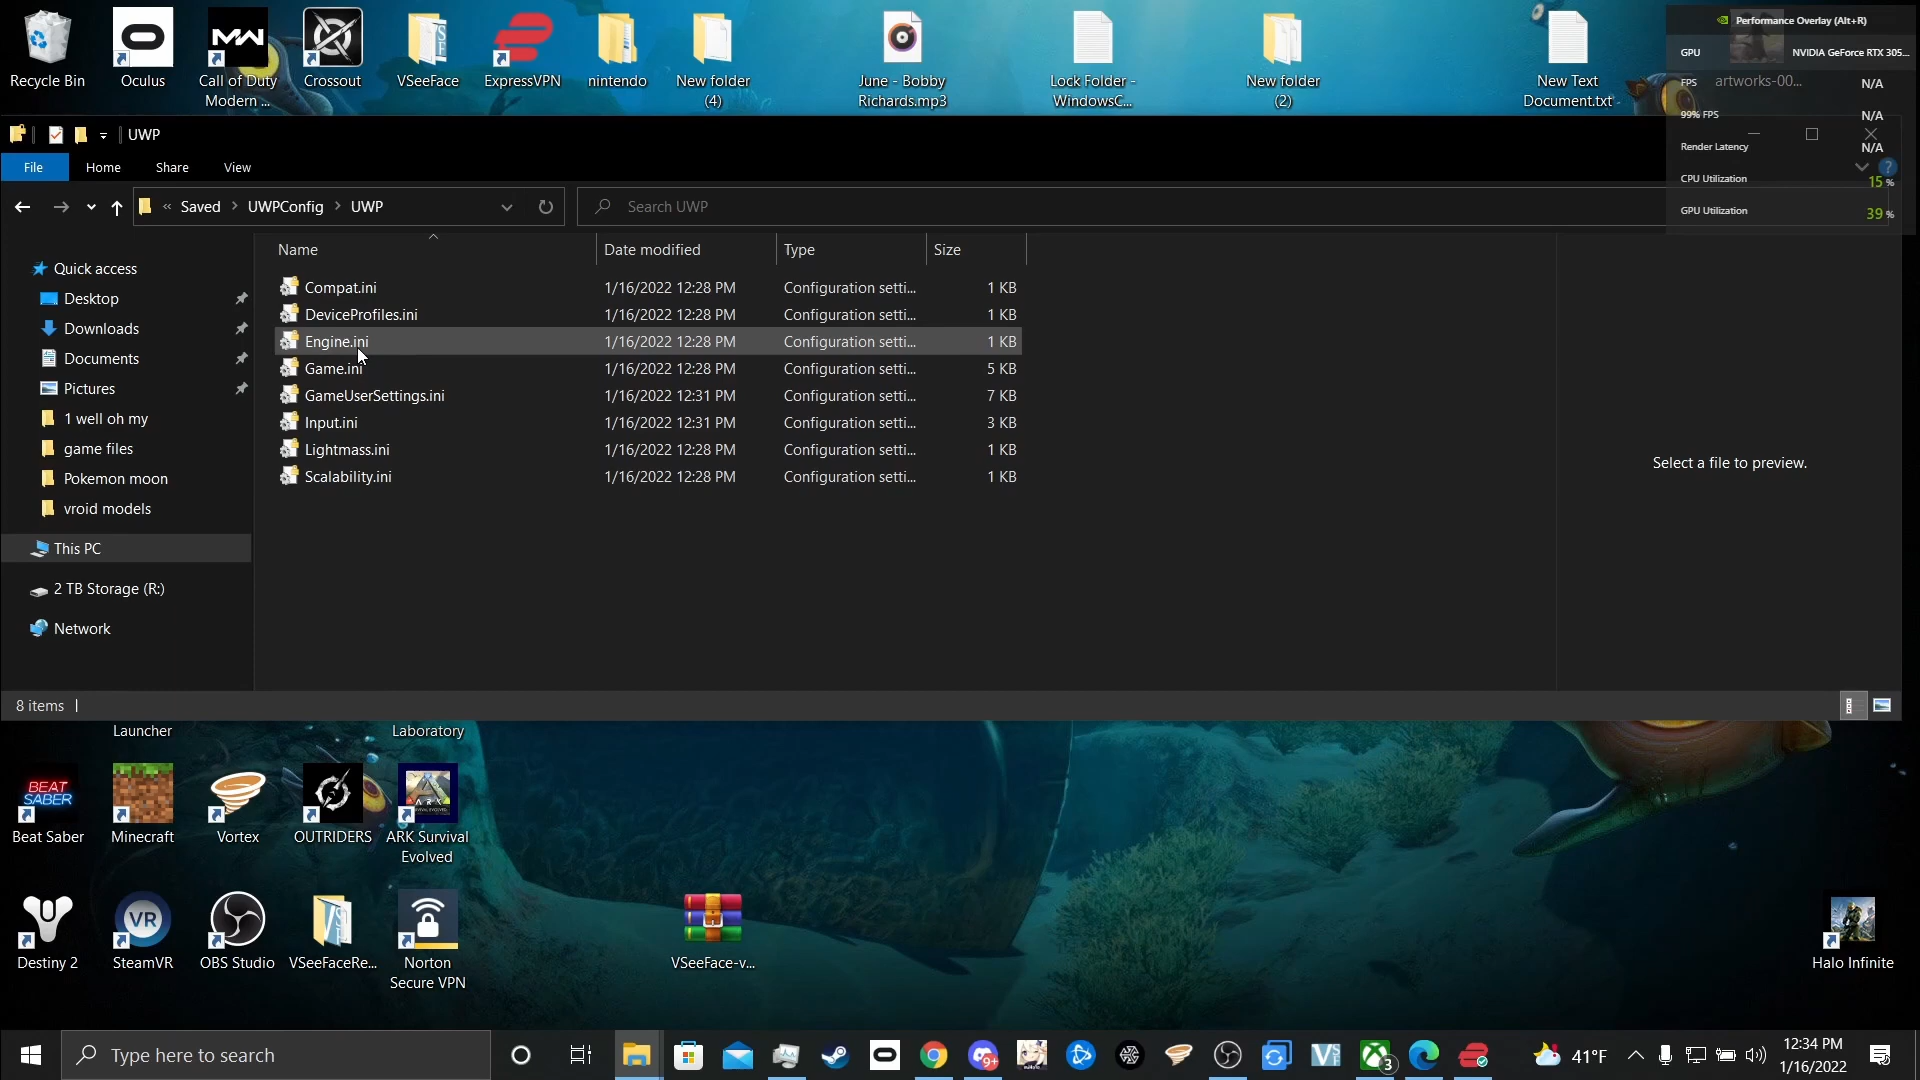 Recycle Bin
Oculus
Call of Duty
Modern ...
Crossout
VSeeFace
ExpressVPN
nintendo
New folder
(4)
June - Bobby
Richards.mp3
Lock Folder -
WindowsC...
New folder
(2)
New Text
Document.txt
artworks-00...
Performance Overlay (Alt+R)
GPU
NVIDIA GeForce RTX 305...
FPS
N/A
99% FPS
N/A
Render Latency
N/A
CPU Utilization
15 %
GPU Utilization
39 %
UWP
File
Home
Share
View
« Saved > UWPConfig > UWP
Search UWP
Name
Date modified
Type
Size
Quick access
Desktop
Downloads
Documents
Pictures
1 well oh my
game files
Pokemon moon
vroid models
This PC
2 TB Storage (R:)
Network
Compat.ini 1/16/2022 12:28 PM Configuration setti... 1 KB
DeviceProfiles.ini 1/16/2022 12:28 PM Configuration setti... 1 KB
Engine.ini 1/16/2022 12:28 PM Configuration setti... 1 KB
Game.ini 1/16/2022 12:28 PM Configuration setti... 5 KB
GameUserSettings.ini 1/16/2022 12:31 PM Configuration setti... 7 KB
Input.ini 1/16/2022 12:31 PM Configuration setti... 3 KB
Lightmass.ini 1/16/2022 12:28 PM Configuration setti... 1 KB
Scalability.ini 1/16/2022 12:28 PM Configuration setti... 1 KB
Select a file to preview.
8 items
Launcher
Laboratory
BEAT
SABER
Beat Saber
Minecraft
Vortex
OUTRIDERS
ARK
ARK Survival
Evolved
Destiny 2
VR
SteamVR
OBS Studio
VSeeFaceRe...
Norton
Secure VPN
VSeeFace-v...
Halo Infinite
Type here to search
9+
3
41°F
12:34 PM
1/16/2022